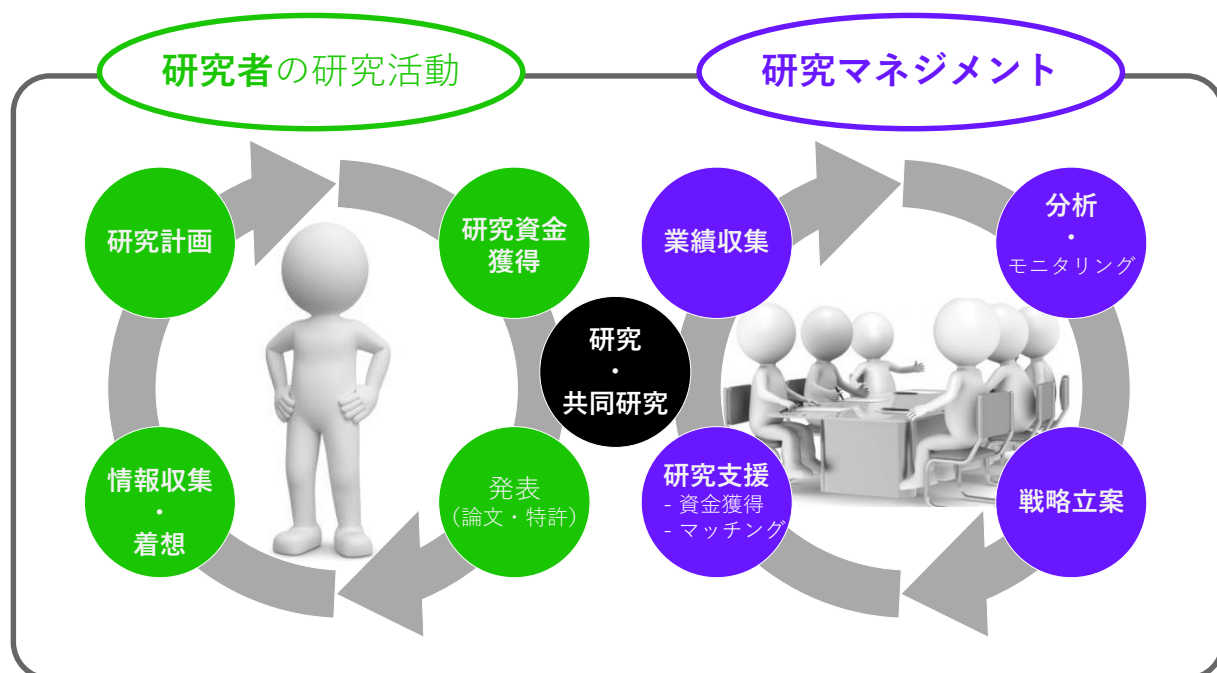 研究者の研究活動
研究マネジメント
研究計画
研究資金
獲得
情報収集
・
着想
発表
（論文・特許）
研究
・
共同研究
業績収集
分析
・
モニタリング
研究支援
- 資金獲得
- マッチング
戦略立案